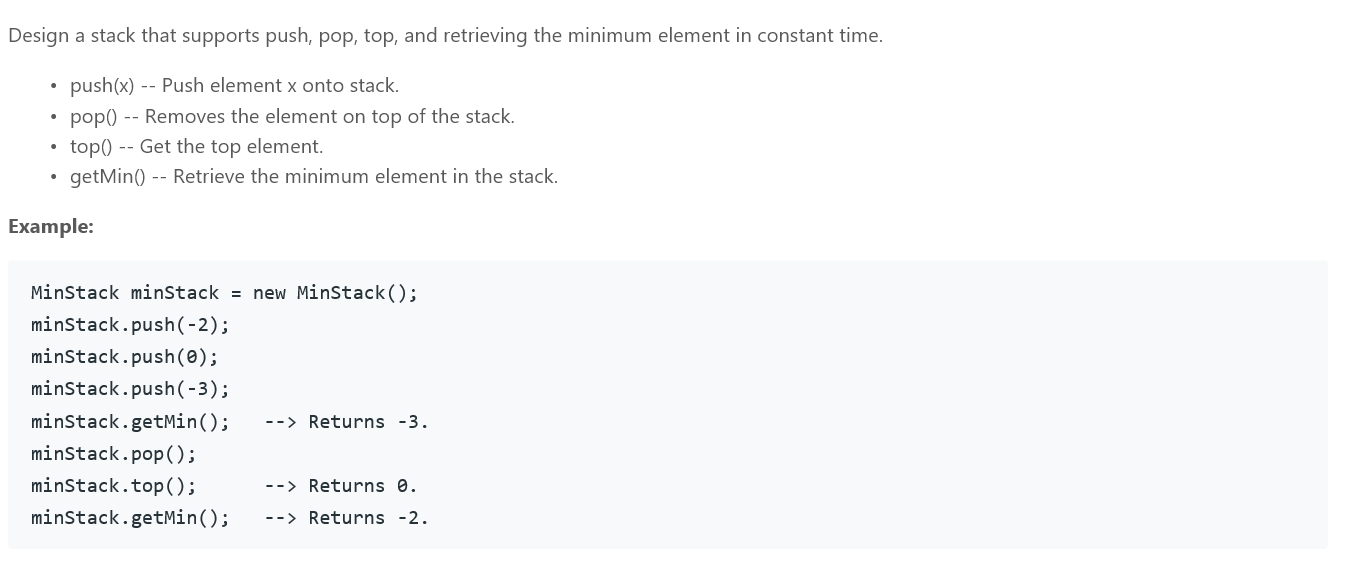 Design a stack that supports push, pop, top, and retrieving the minimum element in constant time.
• push(x) -- Push element x onto stack.
• pop() -- Removes the element on top of the stack.
• top() -- Get the top element.
• getMin() -- Retrieve the minimum element in the stack.
Example:
MinStack minStack = new MinStack();
minStack.push(-2);
minStack.push(0);
minStack.push(-3);
minStack.getMin();   --> Returns -3.
minStack.pop();
minStack.top();      --> Returns 0.
minStack.getMin();   --> Returns -2.